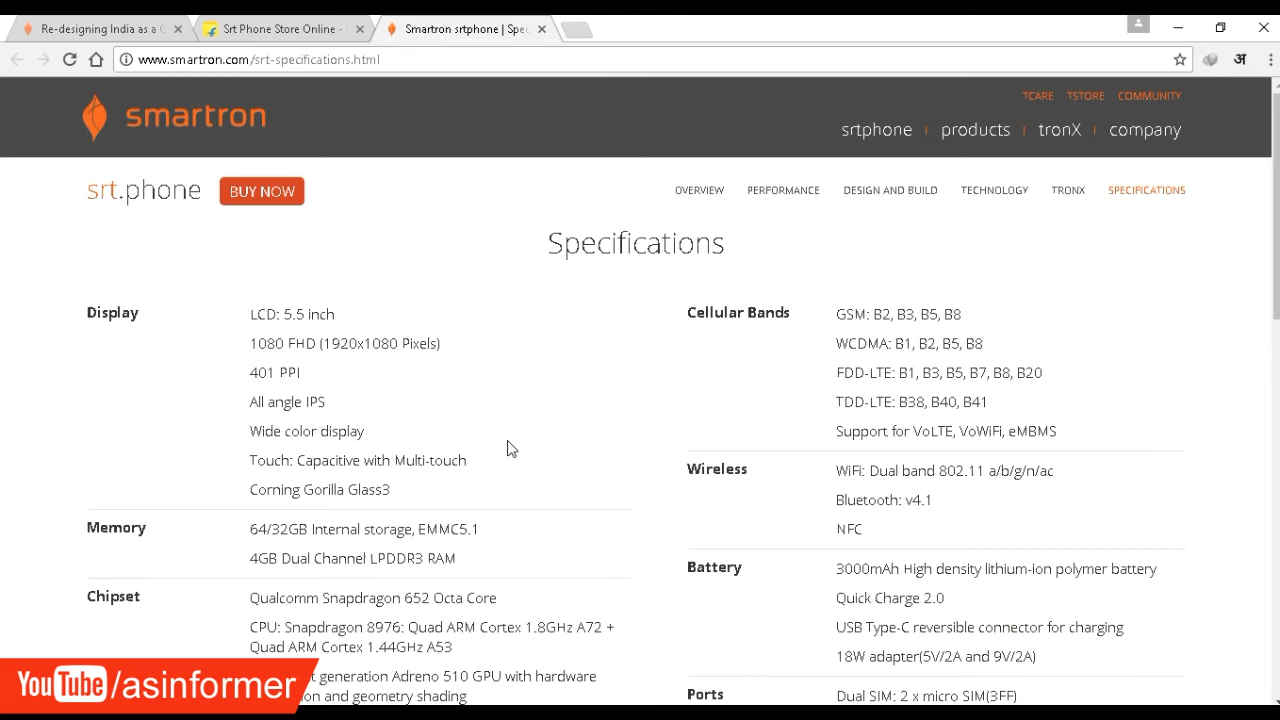 Re-designing India as a G
Srt Phone Store Online -
Smartron srtphone | Spec
www.smartron.com/srt-specifications.html
अ
smartron
TCARE TSTORE COMMUNITY
srtphone products tronX company
srt.phone BUY NOW
OVERVIEW PERFORMANCE DESIGN AND BUILD TECHNOLOGY TRONX SPECIFICATIONS
Specifications
Display
LCD: 5.5 inch
1080 FHD (1920x1080 Pixels)
401 PPI
All angle IPS
Wide color display
Touch: Capacitive with Multi-touch
Corning Gorilla Glass3
Memory
64/32GB Internal storage, EMMC5.1
4GB Dual Channel LPDDR3 RAM
Chipset
Qualcomm Snapdragon 652 Octa Core
CPU: Snapdragon 8976: Quad ARM Cortex 1.8GHz A72 +
Quad ARM Cortex 1.44GHz A53
generation Adreno 510 GPU with hardware
and geometry shading
Cellular Bands
GSM: B2, B3, B5, B8
WCDMA: B1, B2, B5, B8
FDD-LTE: B1, B3, B5, B7, B8, B20
TDD-LTE: B38, B40, B41
Support for VoLTE, VoWiFi, eMBMS
Wireless
WiFi: Dual band 802.11 a/b/g/n/ac
Bluetooth: v4.1
NFC
Battery
3000mAh High density lithium-ion polymer battery
Quick Charge 2.0
USB Type-C reversible connector for charging
18W adapter(5V/2A and 9V/2A)
Ports
Dual SIM: 2 x micro SIM(3FF)
YouTube/asinformer